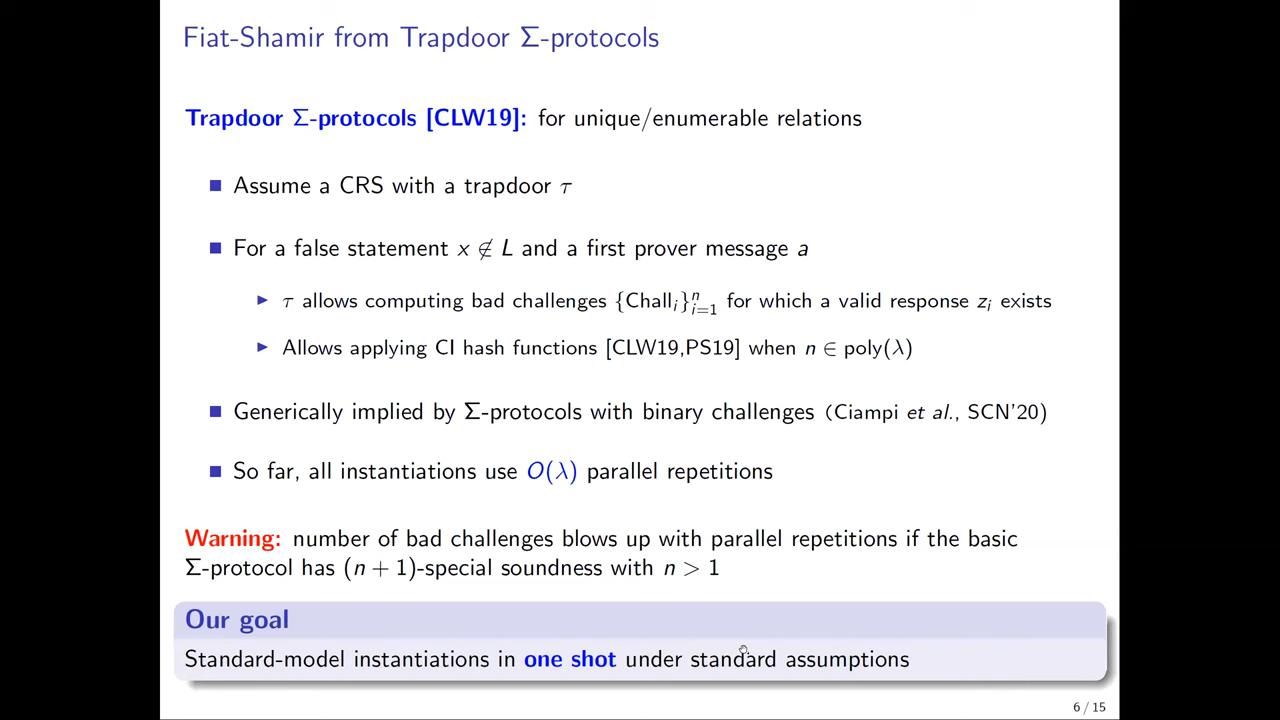 Fiat-Shamir from Trapdoor Σ-protocols
Trapdoor Σ-protocols [CLW19]: for unique/enumerable relations
Assume a CRS with a trapdoor τ
For a false statement x ∉ L and a first prover message a
τ allows computing bad challenges {Chall_i}_{i=1}^n for which a valid response z_i exists
Allows applying CI hash functions [CLW19,PS19] when n ∈ poly(λ)
Generically implied by Σ-protocols with binary challenges (Ciampi et al., SCN'20)
So far, all instantiations use O(λ) parallel repetitions
Warning: number of bad challenges blows up with parallel repetitions if the basic
Σ-protocol has (n + 1)-special soundness with n > 1
Our goal
Standard-model instantiations in one shot under standard assumptions
6 / 15